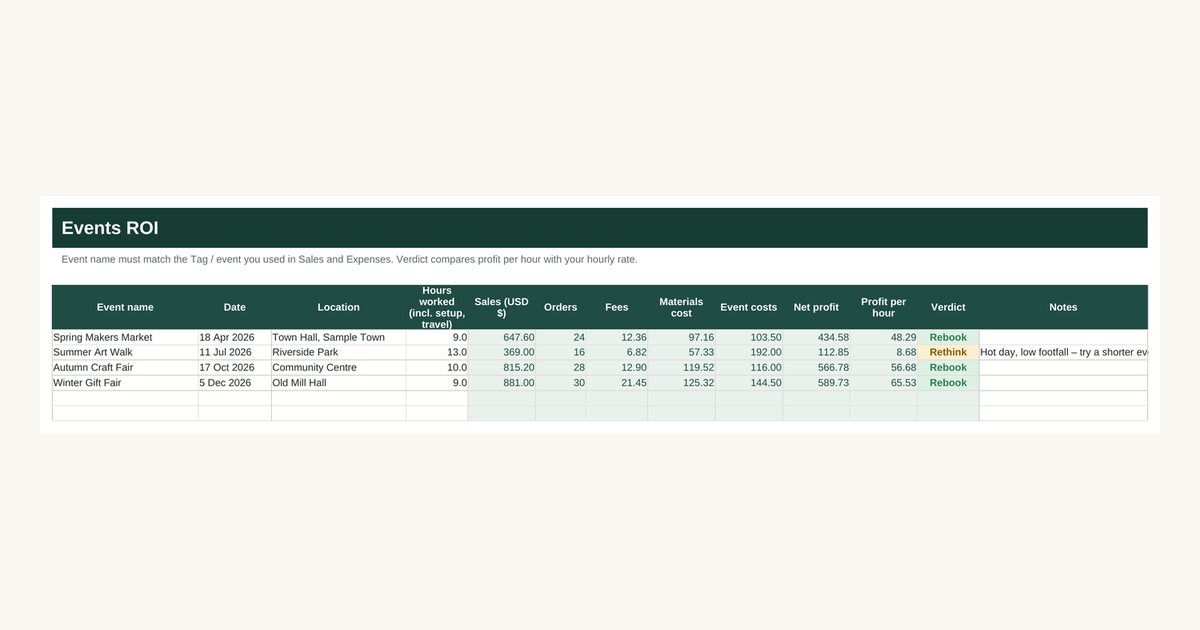 Events ROI
Event name must match the Tag / event you used in Sales and Expenses. Verdict compares profit per hour with your hourly rate.
Event name Date Location Hours worked (incl. setup, travel) Sales (USD $) Orders Fees Materials cost Event costs Net profit Profit per hour Verdict Notes
Spring Makers Market 18 Apr 2026 Town Hall, Sample Town 9.0 647.60 24 12.36 97.16 103.50 434.58 48.29 Rebook
Summer Art Walk 11 Jul 2026 Riverside Park 13.0 369.00 16 6.82 57.33 192.00 112.85 8.68 Rethink Hot day, low footfall – try a shorter ev
Autumn Craft Fair 17 Oct 2026 Community Centre 10.0 815.20 28 12.90 119.52 116.00 566.78 56.68 Rebook
Winter Gift Fair 5 Dec 2026 Old Mill Hall 9.0 881.00 30 21.45 125.32 144.50 589.73 65.53 Rebook